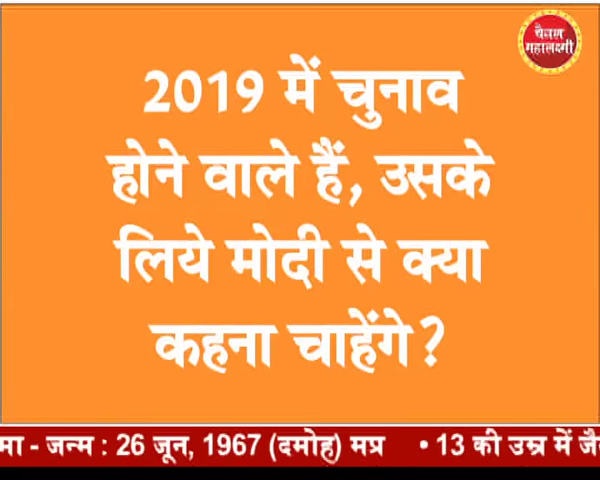 चैनल
महालक्ष्मी
2019 में चुनाव
होने वाले हैं, उसके
लिये मोदी से क्या
कहना चाहेंगे?
मा - जन्म : 26 जून, 1967 (दमोह) मप्र • 13 की उम्र में जै